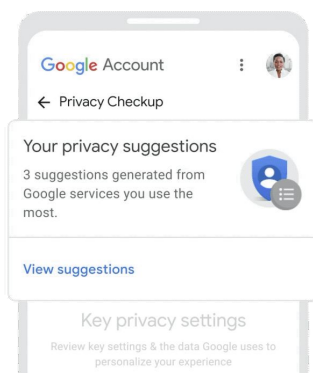 Google Account
Privacy Checkup
Your privacy suggestions
3 suggestions generated from
Google services you use the
most.
View suggestions
Key privacy settings
Review key settings & the data Google uses to
personalize your experience